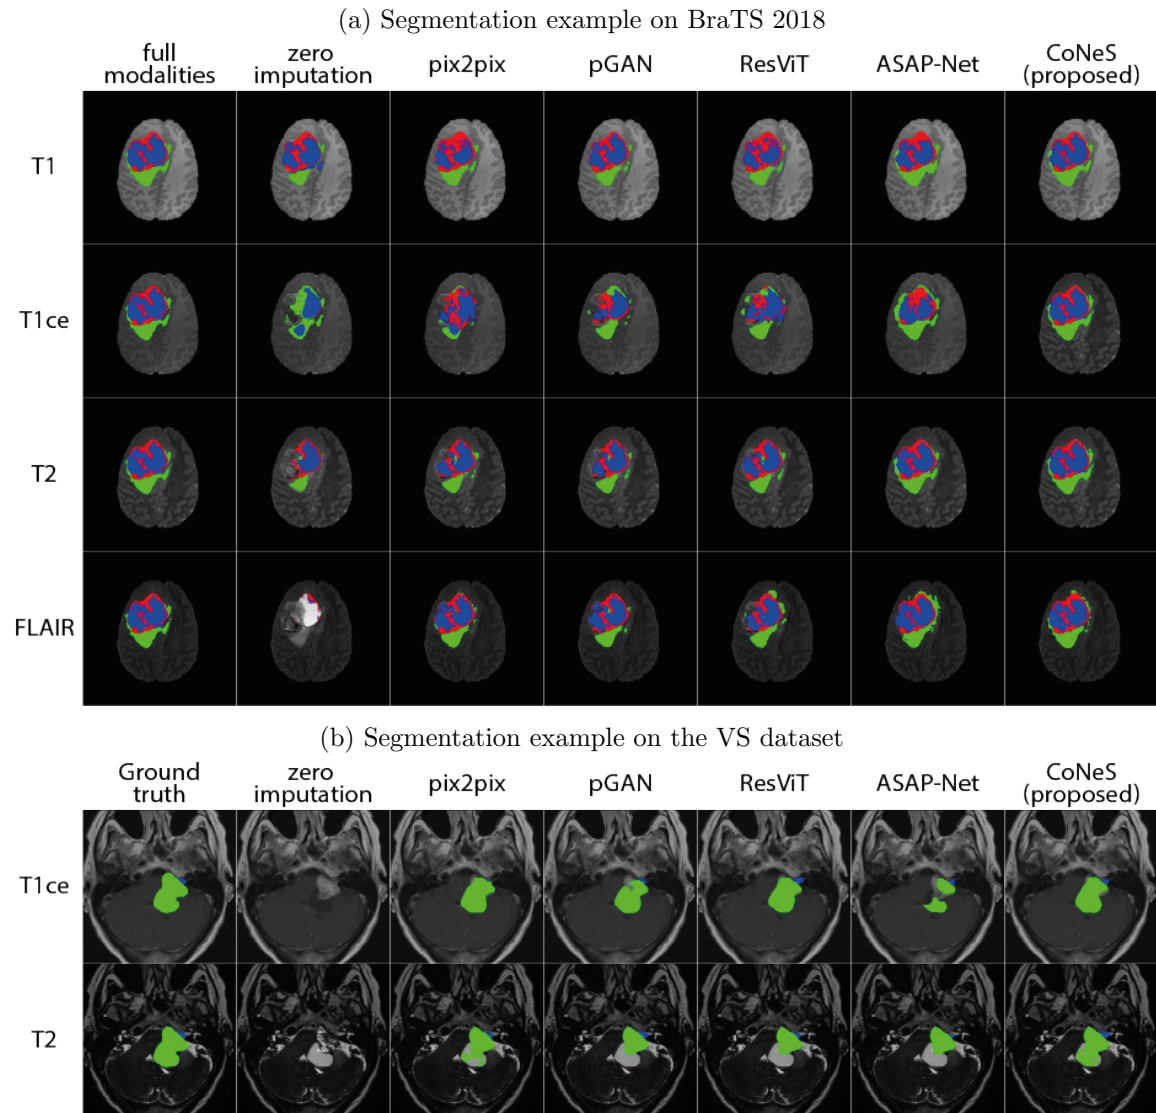 (a) Segmentation example on BraTS 2018
full modalities zero imputation pix2pix pGAN ResViT ASAP-Net CoNeS (proposed)
T1
T1ce
T2
FLAIR
(b) Segmentation example on the VS dataset
Ground truth zero imputation pix2pix pGAN ResViT ASAP-Net CoNeS (proposed)
T1ce
T2